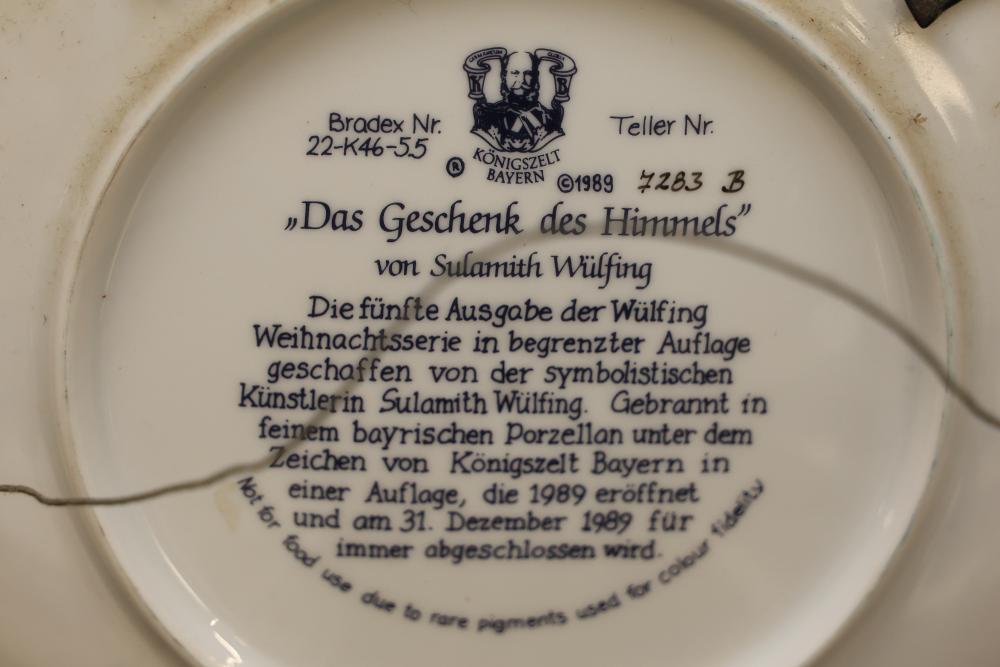 Bradex Nr.
22-K46-5.5
K B
® KÖNIGSZELT
BAYERN
Teller Nr.
©1989 7283 B
„Das Geschenk des Himmels”
von Sulamith Wülfing
Die fünfte Ausgabe der Wülfing
Weihnachtsserie in begrenzter Auflage
geschaffen von der symbolistischen
Künstlerin Sulamith Wülfing. Gebrannt in
feinem bayrischen Porzellan unter dem
Zeichen von Königszelt Bayern in
einer Auflage, die 1989 eröffnet
und am 31. Dezember 1989 für
immer abgeschlossen wird.
Not for food use due to rare pigments used for colour fidelity